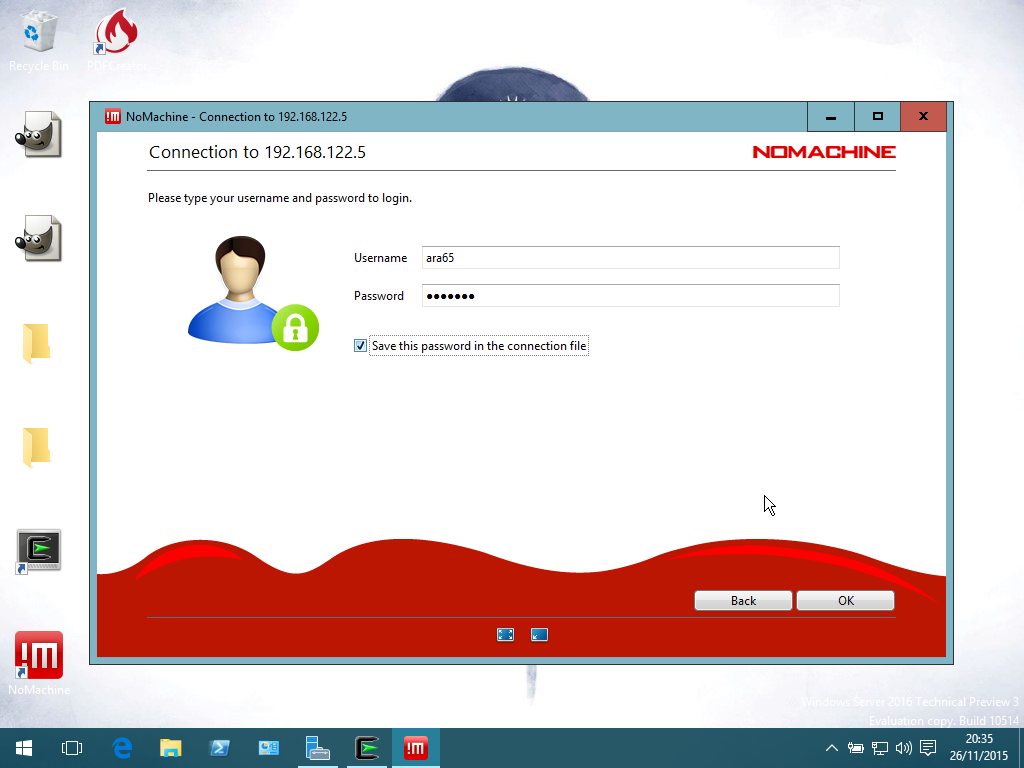 Recycle Bin
PDFCreator
!M NoMachine - Connection to 192.168.122.5
Connection to 192.168.122.5
NOMACHINE
Please type your username and password to login.
Username ara65
Password •••••••
Save this password in the connection file
Back OK
!M
NoMachine
Windows Server 2016 Technical Preview 3
Evaluation copy. Build 10514
!M
20:35
26/11/2015